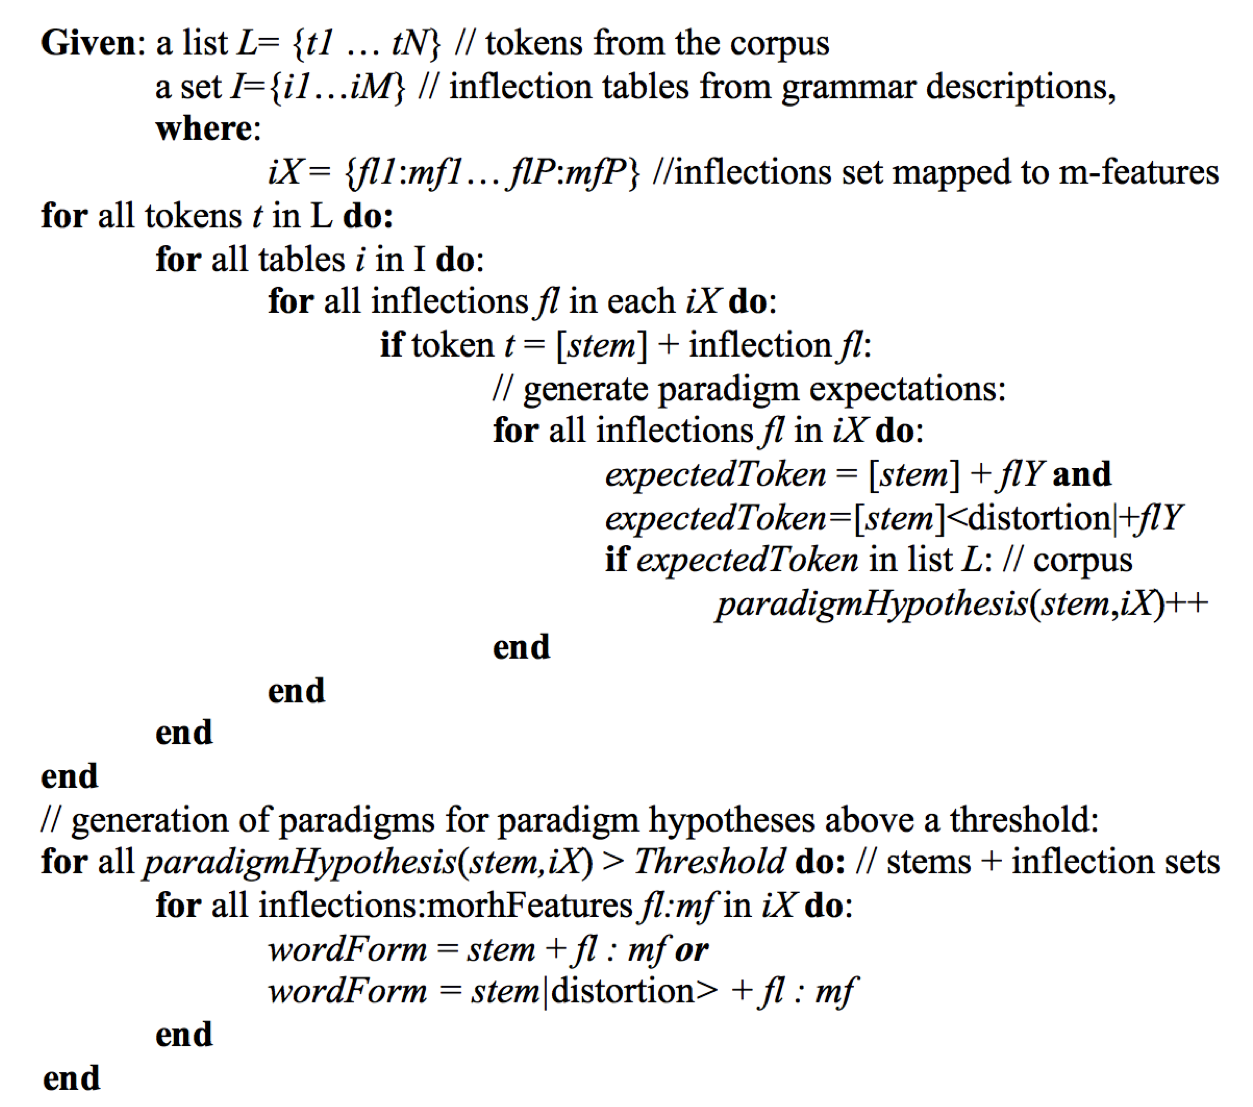 Given: a list L= {t1 … tN} // tokens from the corpus
a set I={i1…iM} // inflection tables from grammar descriptions,
where:
iX= {fl1:mf1…flP:mfP} //inflections set mapped to m-features
for all tokens t in L do:
for all tables i in I do:
for all inflections fl in each iX do:
if token t = [stem] + inflection fl:
// generate paradigm expectations:
for all inflections fl in iX do:
expectedToken = [stem] + flY and
expectedToken=[stem]<distortion|+flY
if expectedToken in list L: // corpus
paradigmHypothesis(stem,iX)++
end
end
end
end
// generation of paradigms for paradigm hypotheses above a threshold:
for all paradigmHypothesis(stem,iX) > Threshold do: // stems + inflection sets
for all inflections:morhFeatures fl:mf in iX do:
wordForm = stem + fl : mf or
wordForm = stem|distortion> + fl : mf
end
end